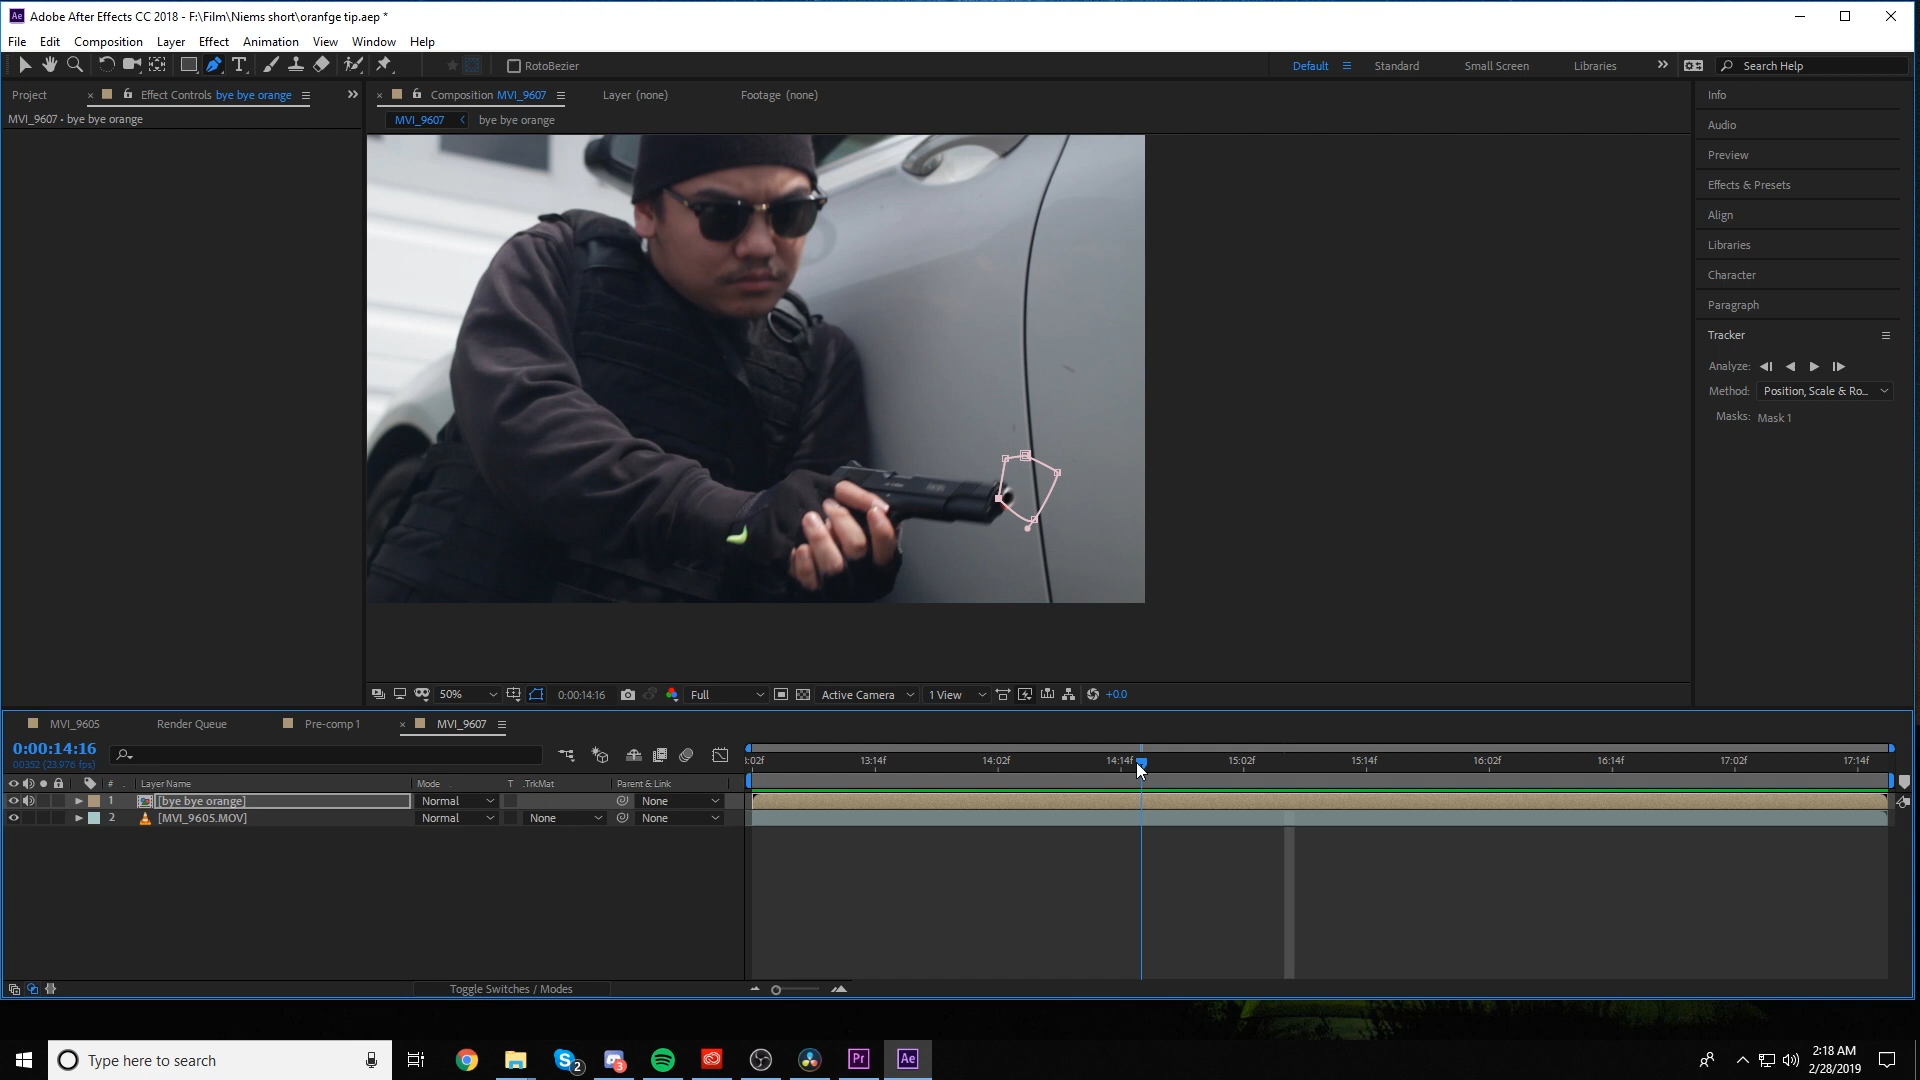 Ae Adobe After Effects CC 2018 - F:\Film\Niems short\oranfge tip.aep *
File Edit Composition Layer Effect Animation View Window Help
RotoBezier
Default Standard Small Screen Libraries Search Help
Project Effect Controls bye bye orange
Composition MVI_9607 Layer (none) Footage (none)
MVI_9607 • bye bye orange
MVI_9607 bye bye orange
Info
Audio
Preview
Effects & Presets
Align
Libraries
Character
Paragraph
Tracker
Analyze:
Method: Position, Scale & Ro...
Masks: Mask 1
50% 0:00:14:16 Full Active Camera 1 View +0.0
MVI_9605 Render Queue Pre-comp 1 MVI_9607
0:00:14:16
00352 (23.976 fps)
:02f 13:14f 14:02f 14:14f 15:02f 15:14f 16:02f 16:14f 17:02f 17:14f
# Layer Name Mode T .TrkMat Parent & Link
1 [bye bye orange] Normal None
2 [MVI_9605.MOV] Normal None None
Toggle Switches / Modes
Type here to search
2
3
Pr
Ae
2:18 AM
2/28/2019